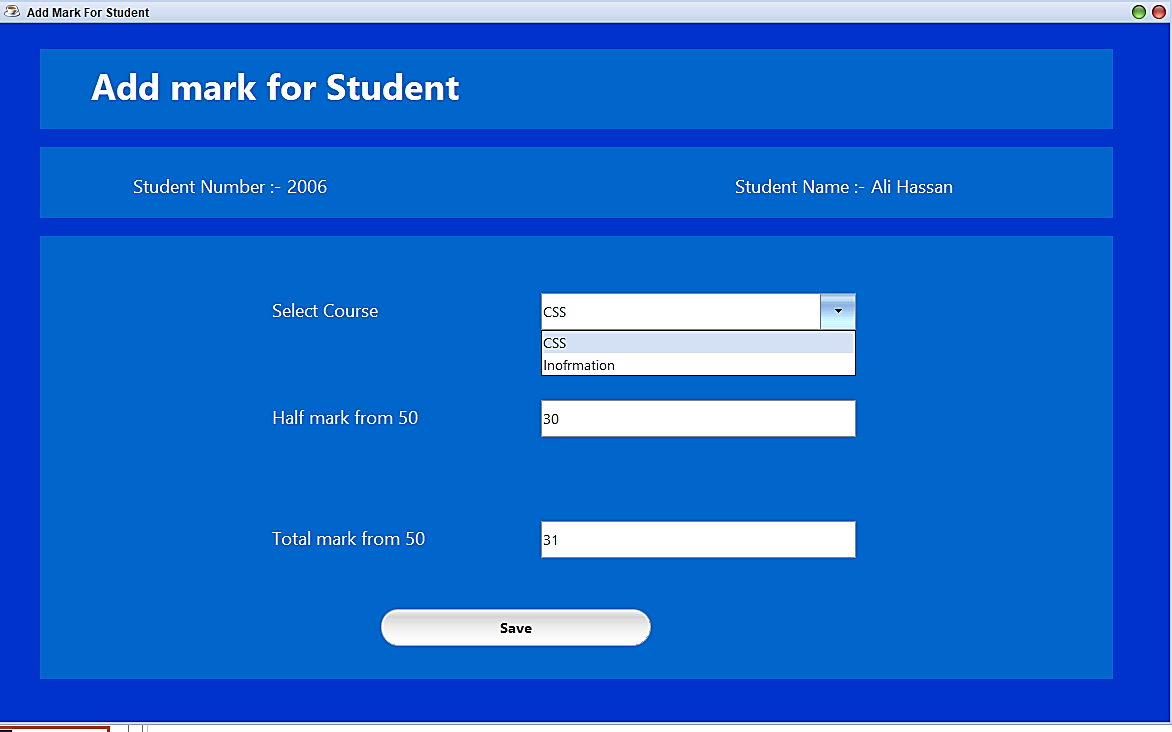 Add Mark For Student
Add mark for Student
Student Number :- 2006 Student Name :- Ali Hassan
Select Course CSS
CSS
Inofrmation
Half mark from 50 30
Total mark from 50 31
Save